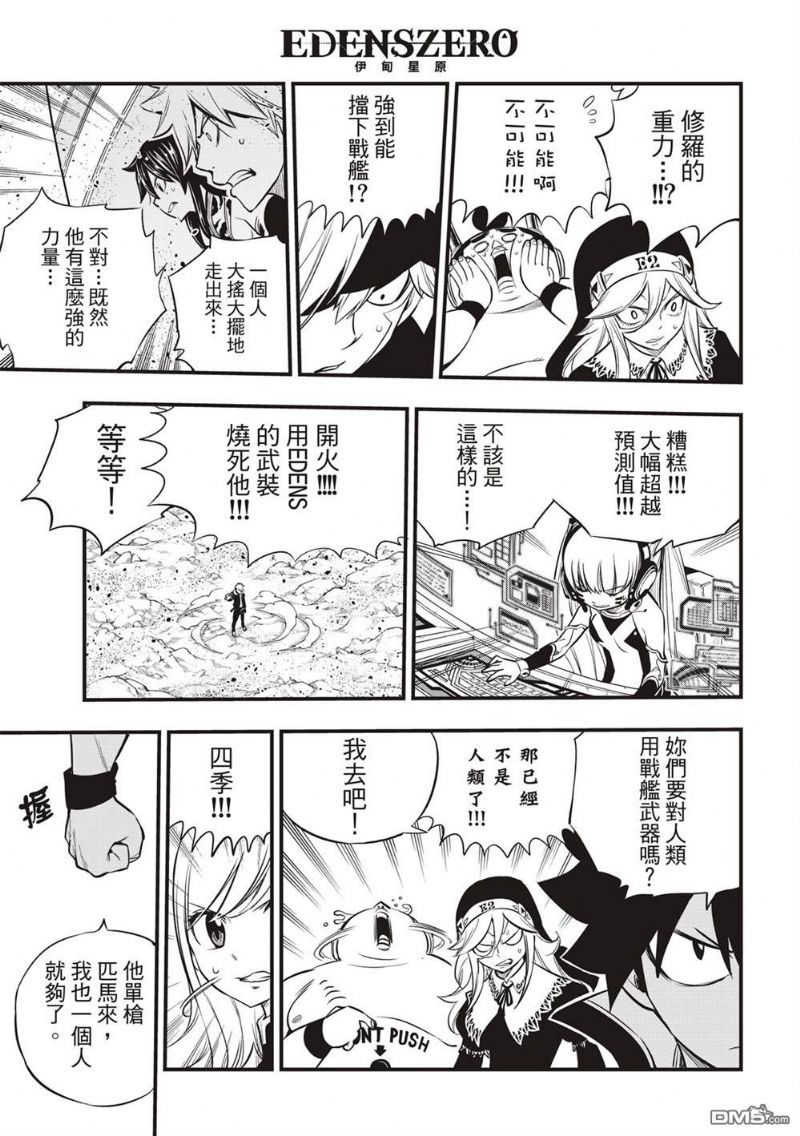 EDENSZERO
伊甸星原
修羅的
重力…!!?
E2
不可能啊
不可能!!!
強到能
擋下戰艦!?
一個人
大搖大擺地
走出來…
不對…既然
他有這麼強的
力量…
糟糕!!!
大幅超越
預測值!!!
不該是
這樣的…!
開火!!!!
用EDENS
的武裝
燒死他!!!
等等!
妳們要對人類
用戰艦武器嗎?
那已經
不是
人類了!!!
E2
我去吧!
ONT PUSH
四季!!!
握
他單槍
匹馬來,
我也一個人
就夠了。
DM5.com